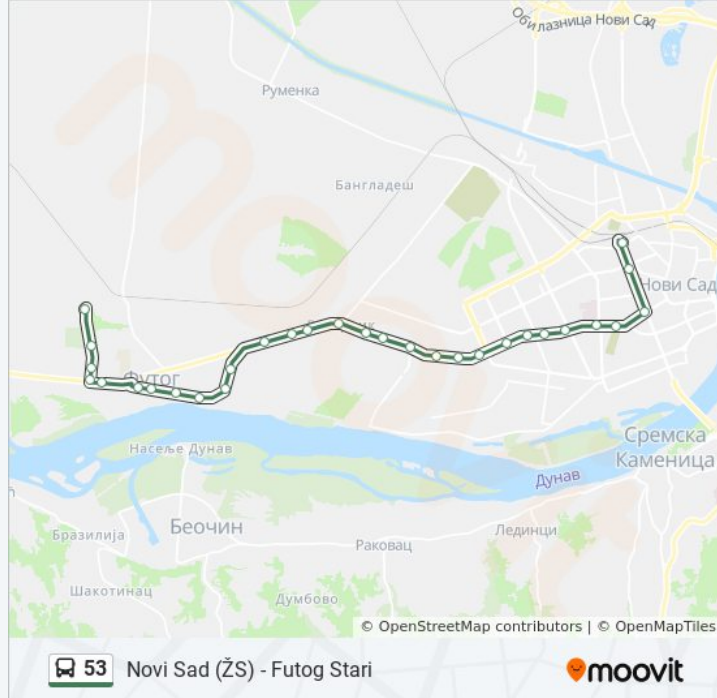 Обилазница Нови Сад
Руменка
Бангладеш
Нови Сад
Футог
Насеље Дунав
Сремска
Каменица
Дунав
Бразилија
Беочин
Раковац
Лединци
Шакотинац
Думбово
© OpenStreetMap contributors | © OpenMapTiles
53 Novi Sad (ŽS) - Futog Stari
moovit